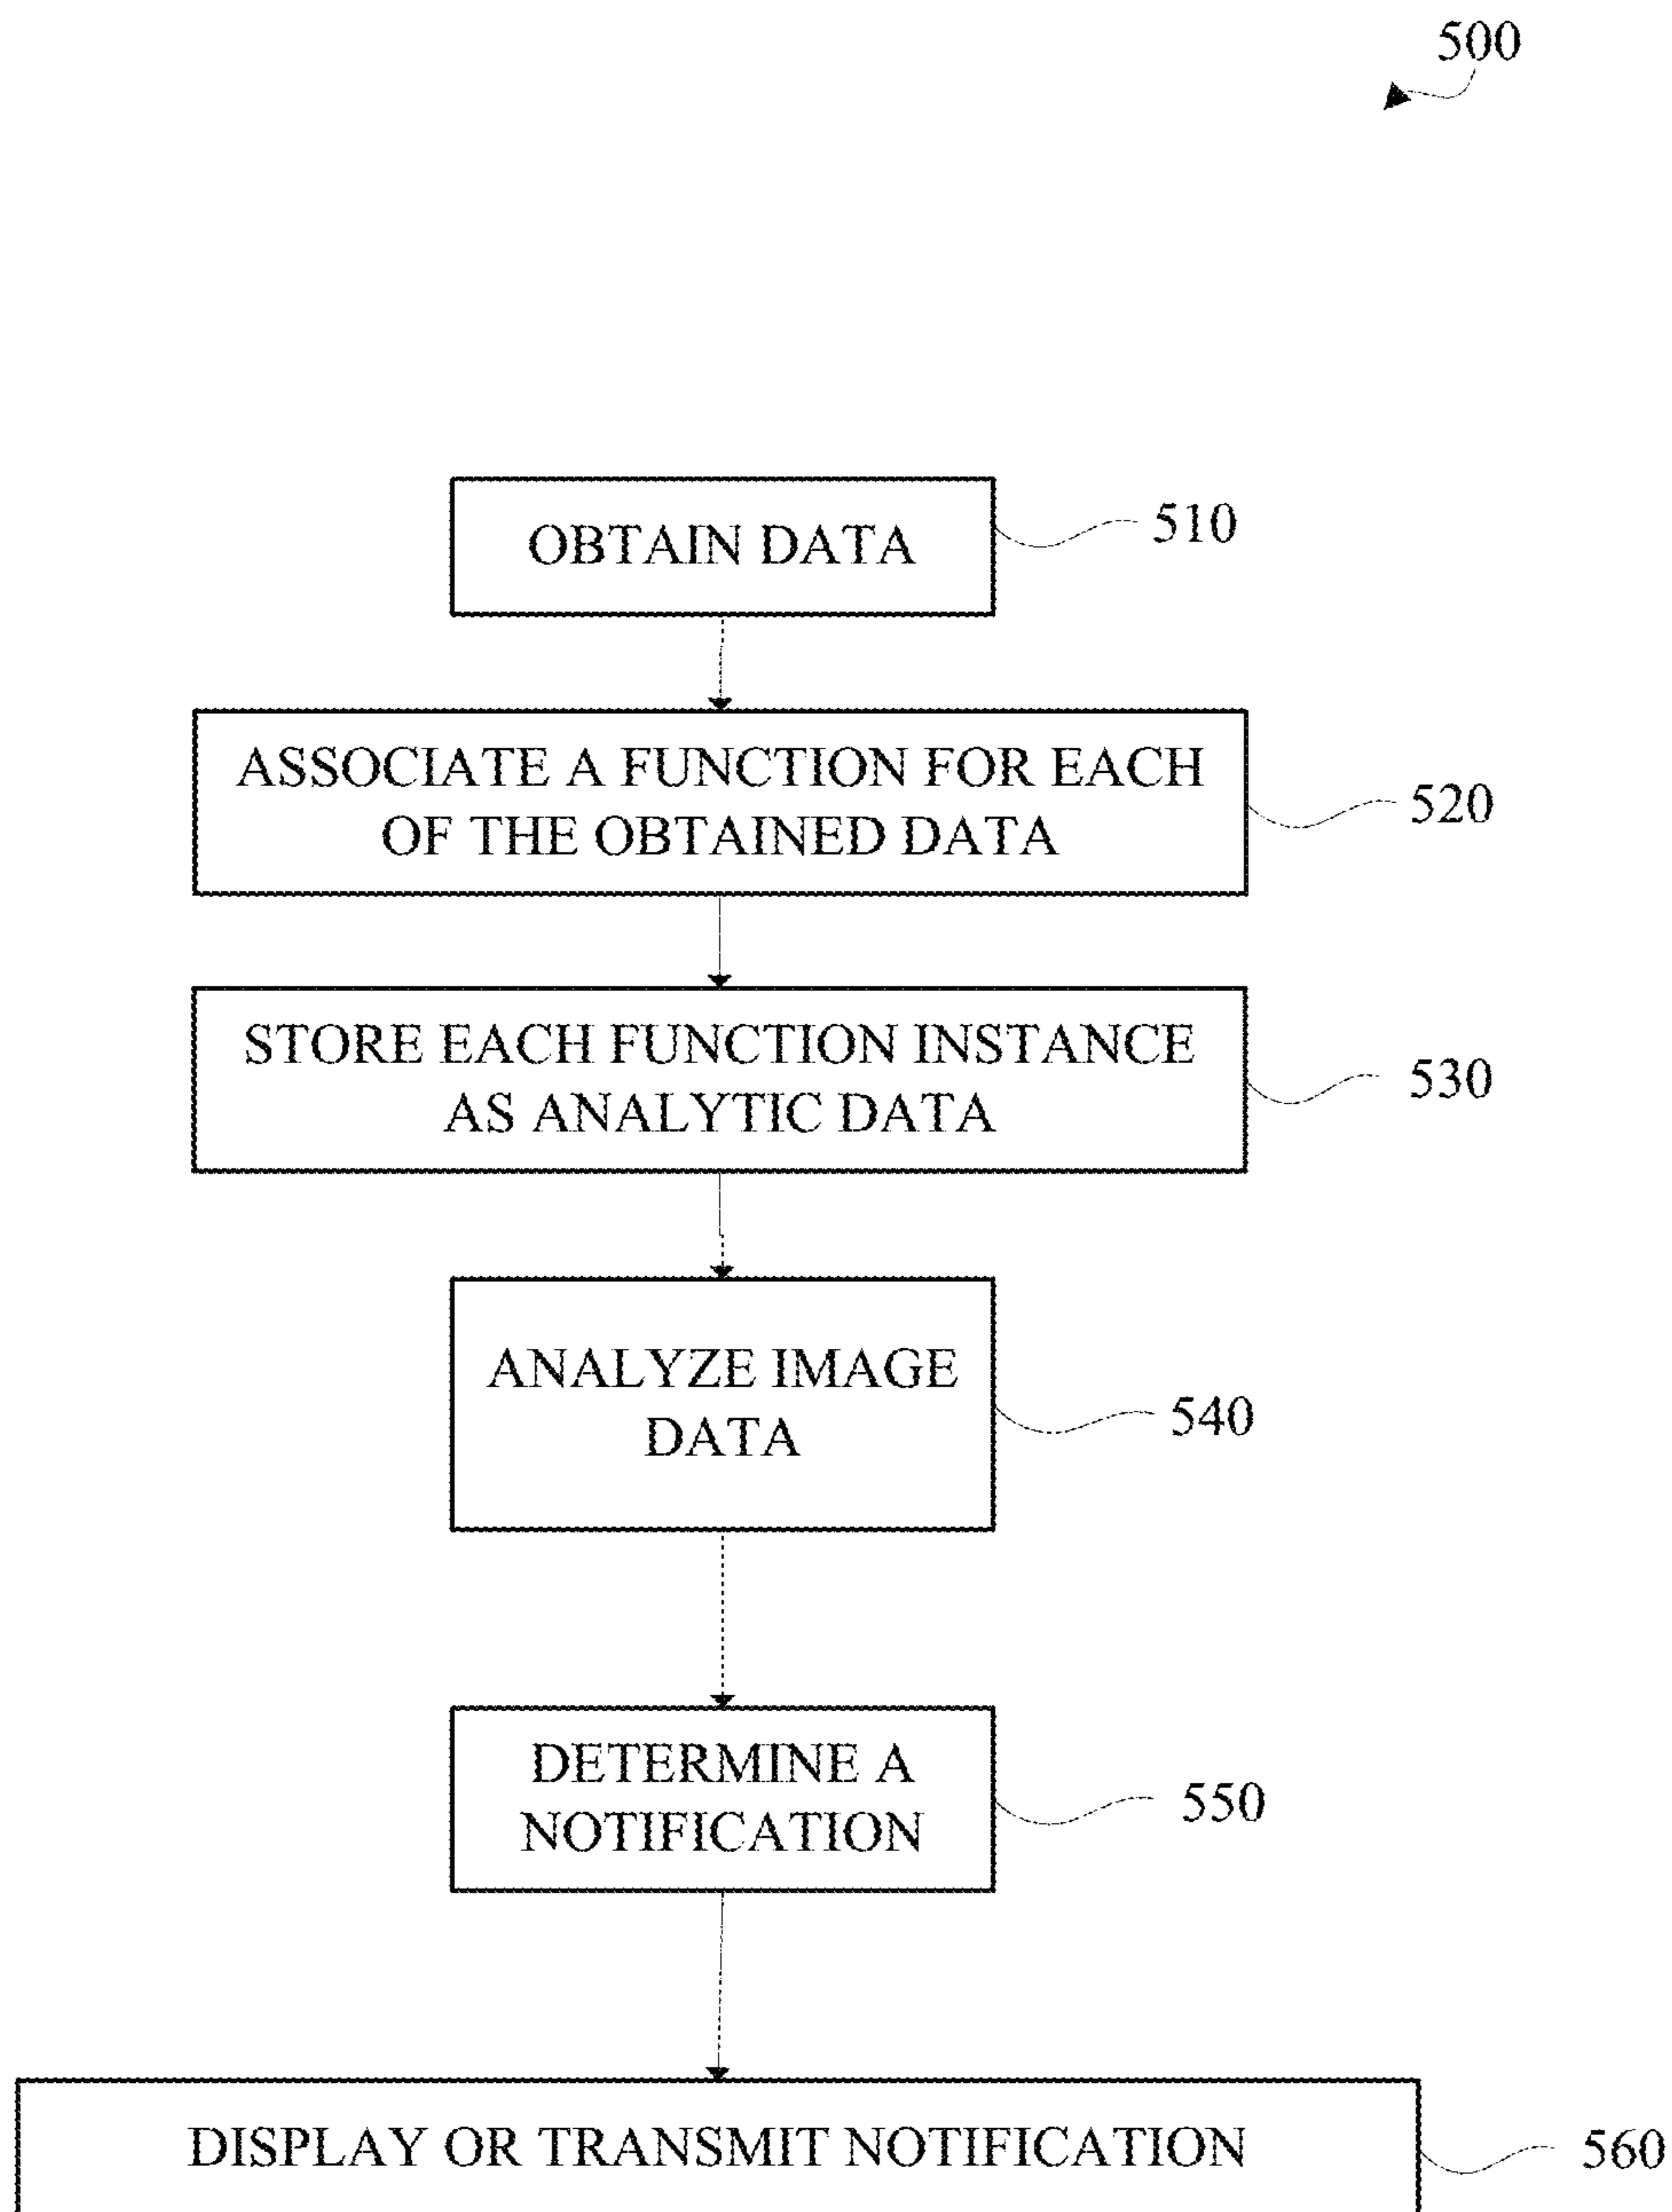 500
OBTAIN DATA
510
ASSOCIATE A FUNCTION FOR EACH
OF THE OBTAINED DATA
520
STORE EACH FUNCTION INSTANCE
AS ANALYTIC DATA
530
ANALYZE IMAGE
DATA
540
DETERMINE A
NOTIFICATION
550
DISPLAY OR TRANSMIT NOTIFICATION
560